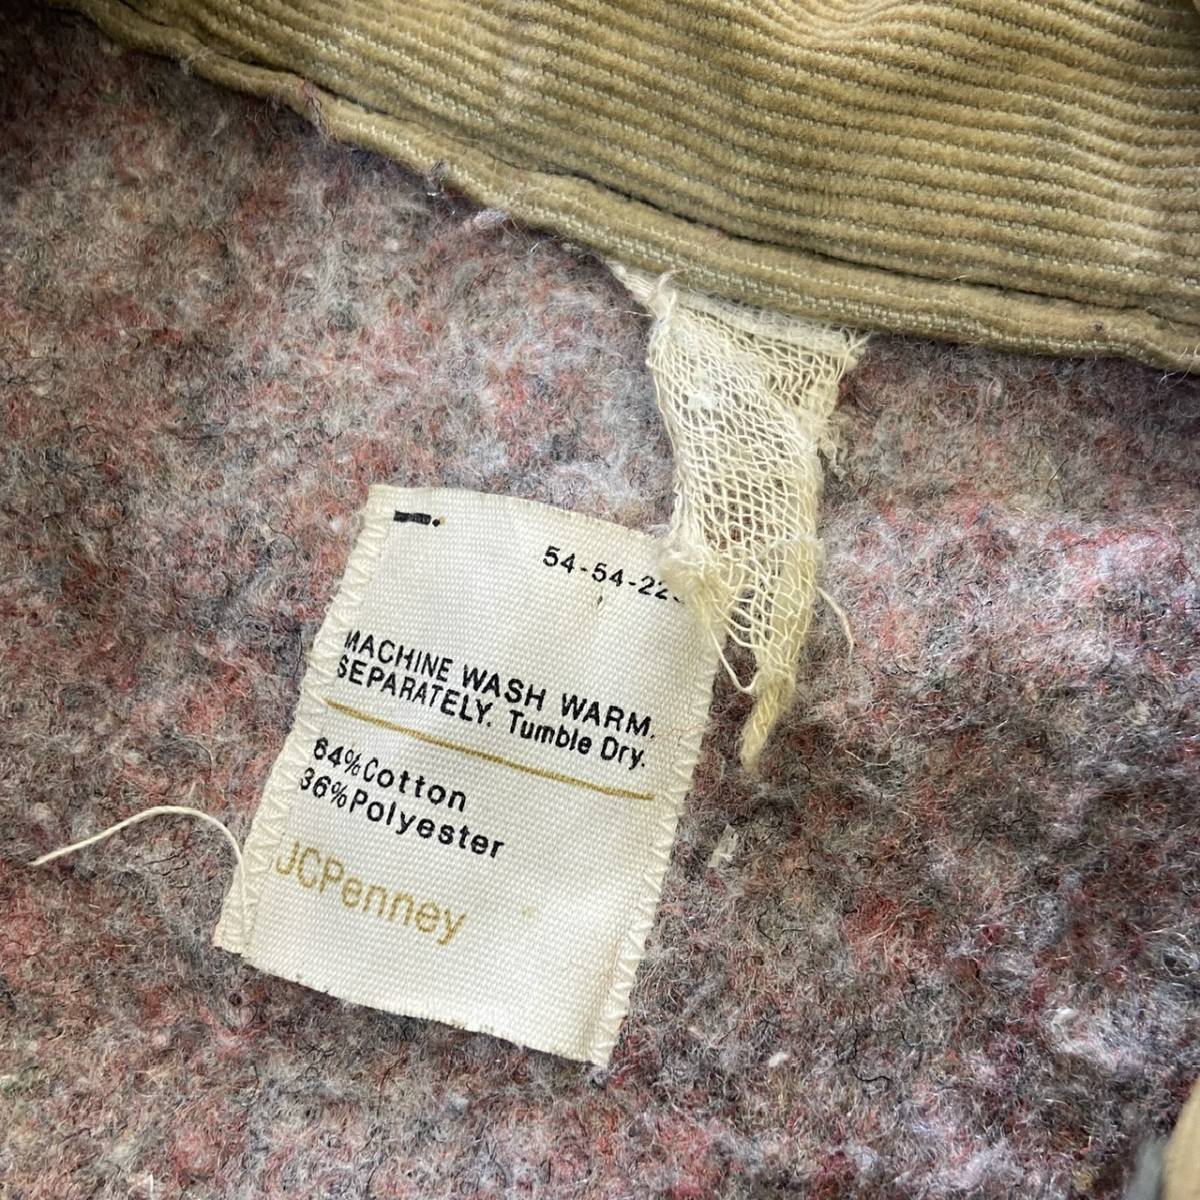 54-54-22
MACHINE WASH WARM.
SEPARATELY. Tumble Dry.
64%Cotton
36%Polyester
JCPenney